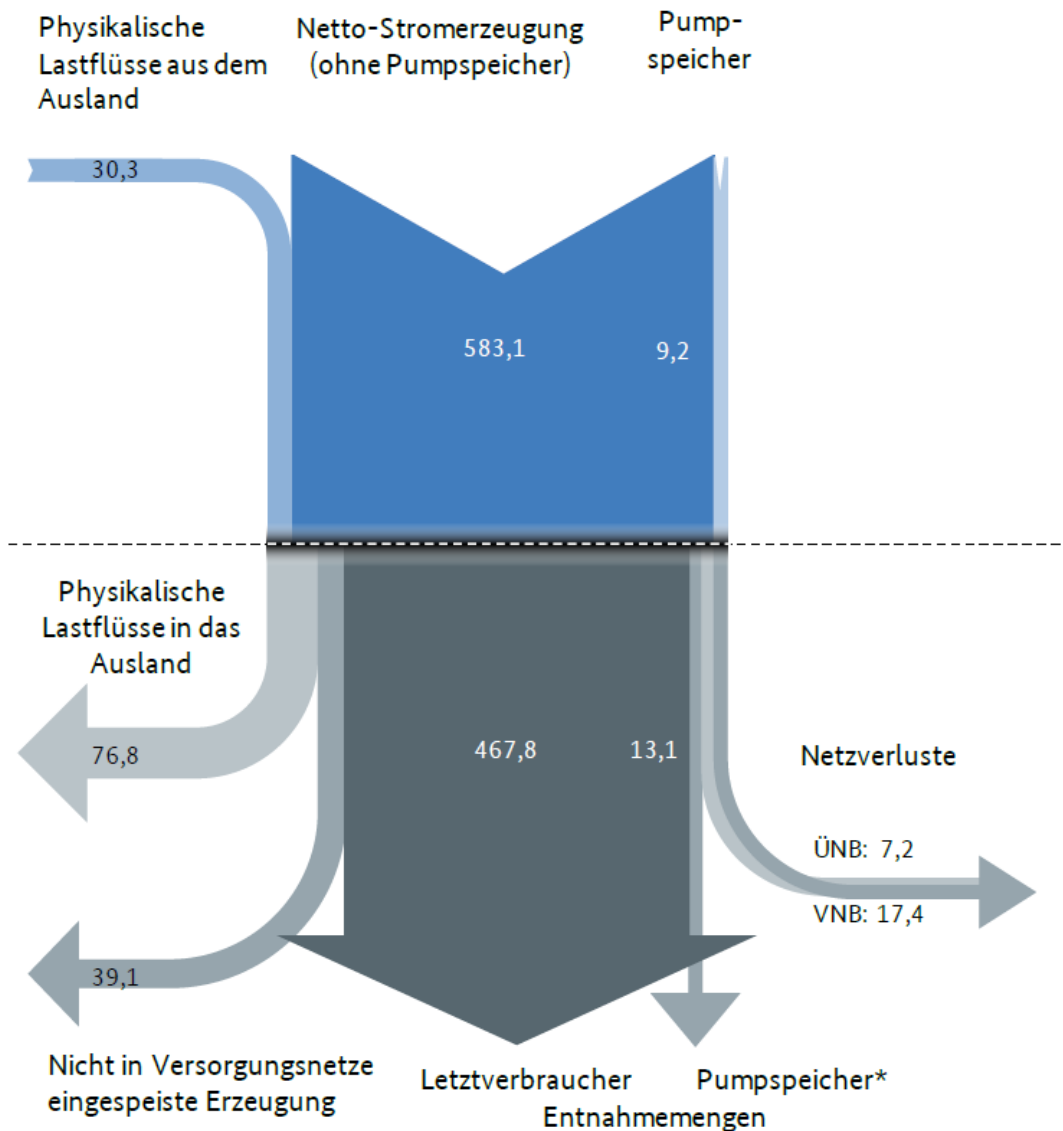 Physikalische
Lastflüsse aus dem
Ausland
Netto-Stromerzeugung
(ohne Pumpspeicher)
Pump-
speicher
30,3
583,1
9,2
Physikalische
Lastflüsse in das
Ausland
76,8
467,8
13,1
Netzverluste
ÜNB: 7,2
VNB: 17,4
39,1
Nicht in Versorgungsnetze
eingespeiste Erzeugung
Letztverbraucher
Pumpspeicher*
Entnahmemengen